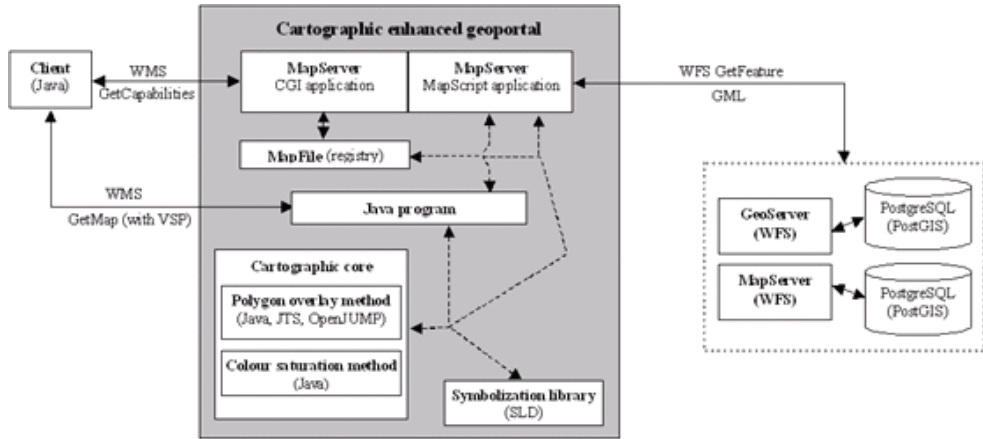 Cartographic enhanced geoportal
Client
(Java)
WMS
GetCapabilities
MapServer
CGI application
MapServer
MapScript application
WFS GetFeature
GML
MapFile (registry)
WMS
GetMap (with VSP)
Java program
GeoServer
(WFS)
PostgreSQL
(PostGIS)
MapServer
(WFS)
PostgreSQL
(PostGIS)
Cartographic core
Polygon overlay method
(Java, JTS, OpenJUMP)
Colour saturation method
(Java)
Symbolization library
(SLD)